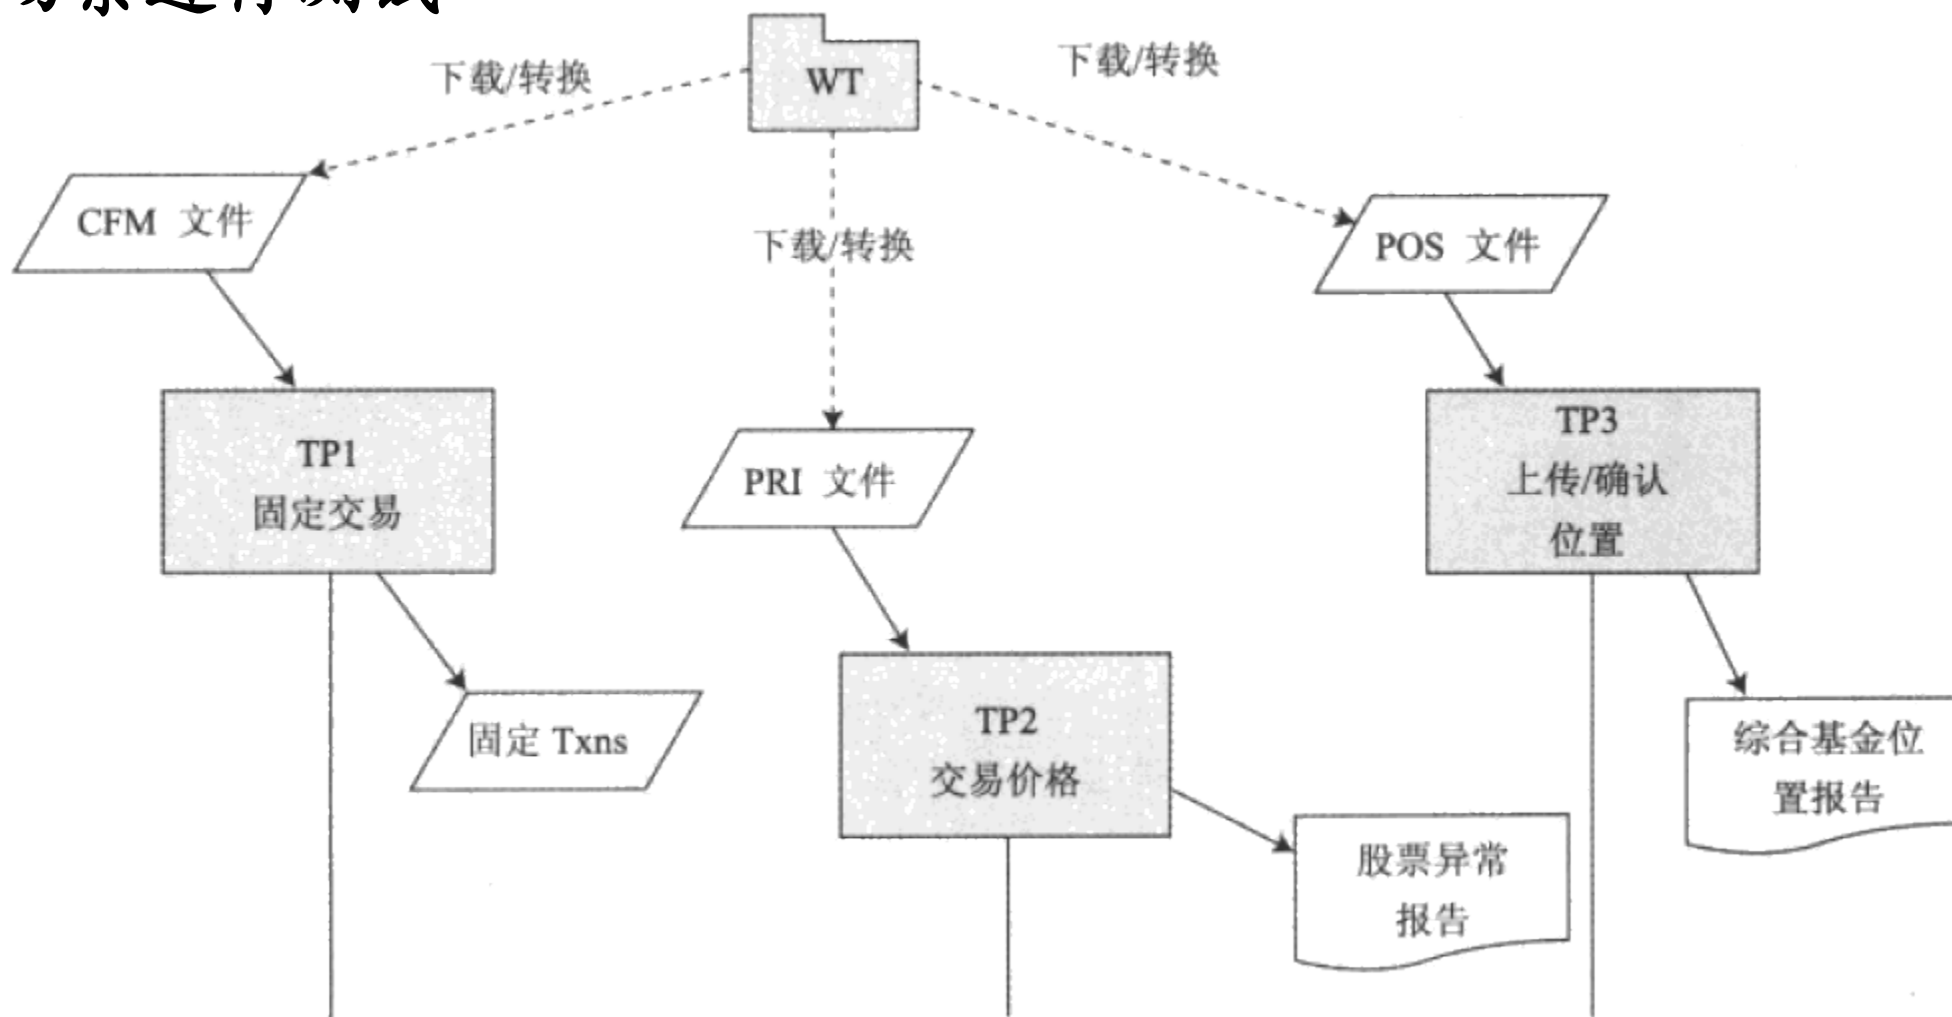 下载/转换
WT
下载/转换
CFM 文件
下载/转换
POS 文件
TP1
固定交易
PRI 文件
TP3
上传/确认
位置
固定 Txns
TP2
交易价格
综合基金位
置报告
股票异常
报告